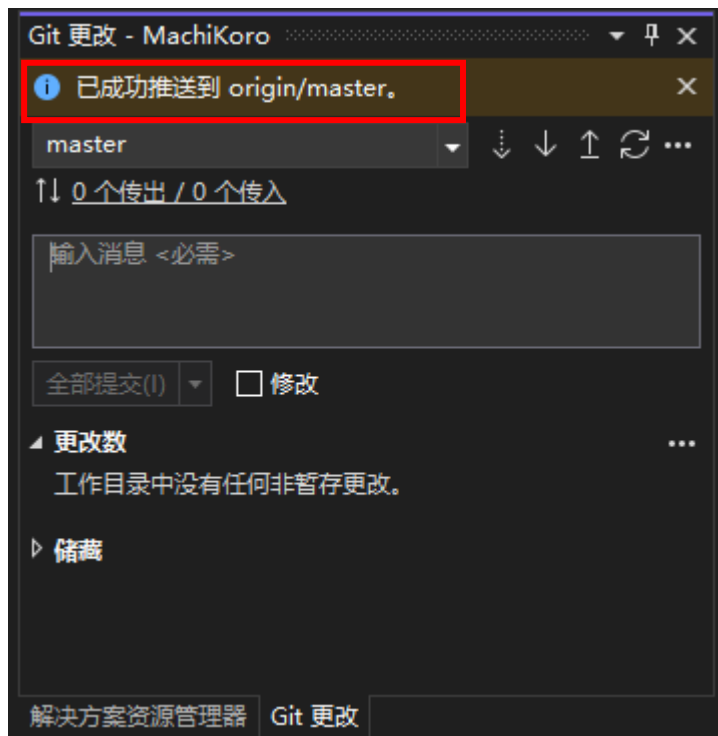 Git 更改 - MachiKoro
已成功推送到 origin/master。
master
0 个传出 / 0 个传入
输入消息 <必需>
全部提交(I) 修改
更改数
工作目录中没有任何非暂存更改。
储藏
解决方案资源管理器 Git 更改